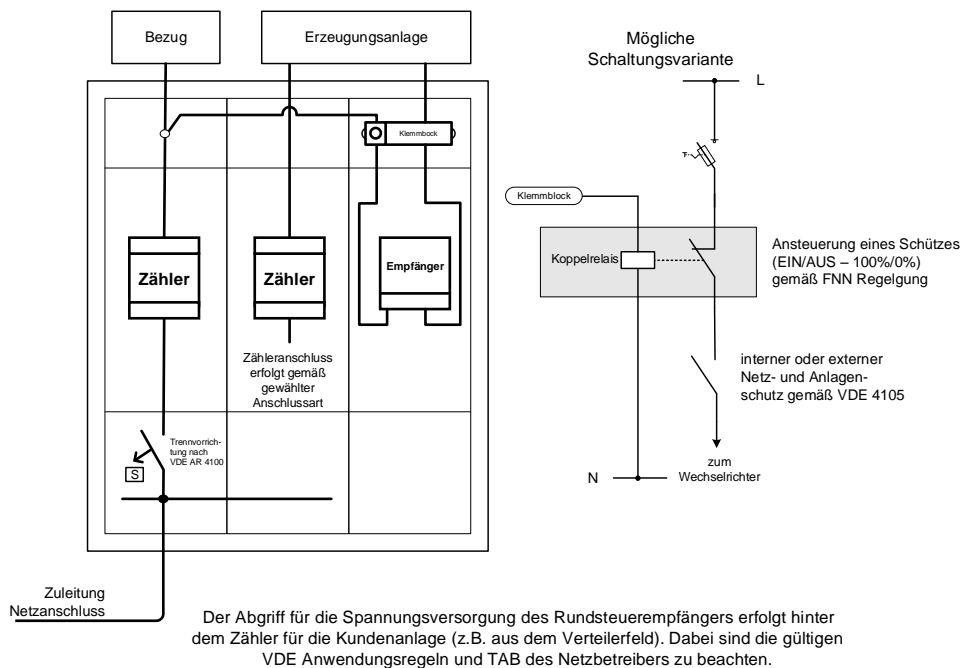 Bezug
Erzeugungsanlage
Klemmbock
Zähler
Zähler
Empfänger
Zähleranschluss
erfolgt gemäß
gewählter
Anschlussart
Trennvorrich-
tung nach
VDE AR 4100
S
Zuleitung
Netzanschluss
Mögliche
Schaltungsvariante
L
Klemmblock
Koppelrelais
Ansteuerung eines Schützes
(EIN/AUS – 100%/0%)
gemäß FNN Regelgung
interner oder externer
Netz- und Anlagen-
schutz gemäß VDE 4105
zum
Wechselrichter
N
Der Abgriff für die Spannungsversorgung des Rundsteuerempfängers erfolgt hinter
dem Zähler für die Kundenanlage (z.B. aus dem Verteilerfeld). Dabei sind die gültigen
VDE Anwendungsregeln und TAB des Netzbetreibers zu beachten.